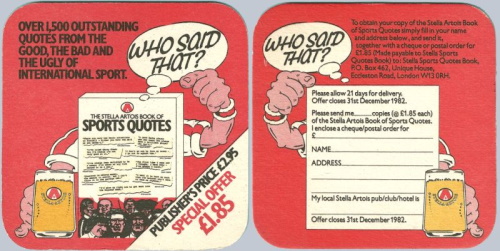 OVER 1,500 OUTSTANDING
QUOTES FROM THE
GOOD, THE BAD AND
THE UGLY OF
INTERNATIONAL SPORT.
WHO SAID
THAT?
THE STELLA ARTOIS BOOK OF
SPORTS QUOTES
PUBLISHER'S PRICE £2.95
SPECIAL OFFER
£1.85
WHO SAID
THAT?
To obtain your copy of the Stella Artois Book
of Sports Quotes simply fill in your name
and address below, and send it,
together with a cheque or postal order for
£1.85 (Made payable to Stella Sports
Quotes Book) to: Stella Sports Quotes Book,
P.O. Box 462, Unique House,
Eccleston Road, London W13 0RH.
Please allow 21 days for delivery.
Offer closes 31st December 1982.
Please send me.......copies (@ £1.85 each)
of the Stella Artois Book of Sports Quotes.
I enclose a cheque/postal order for
£
NAME
ADDRESS
My local Stella Artois pub/club/hotel is
Offer closes 31st December 1982.